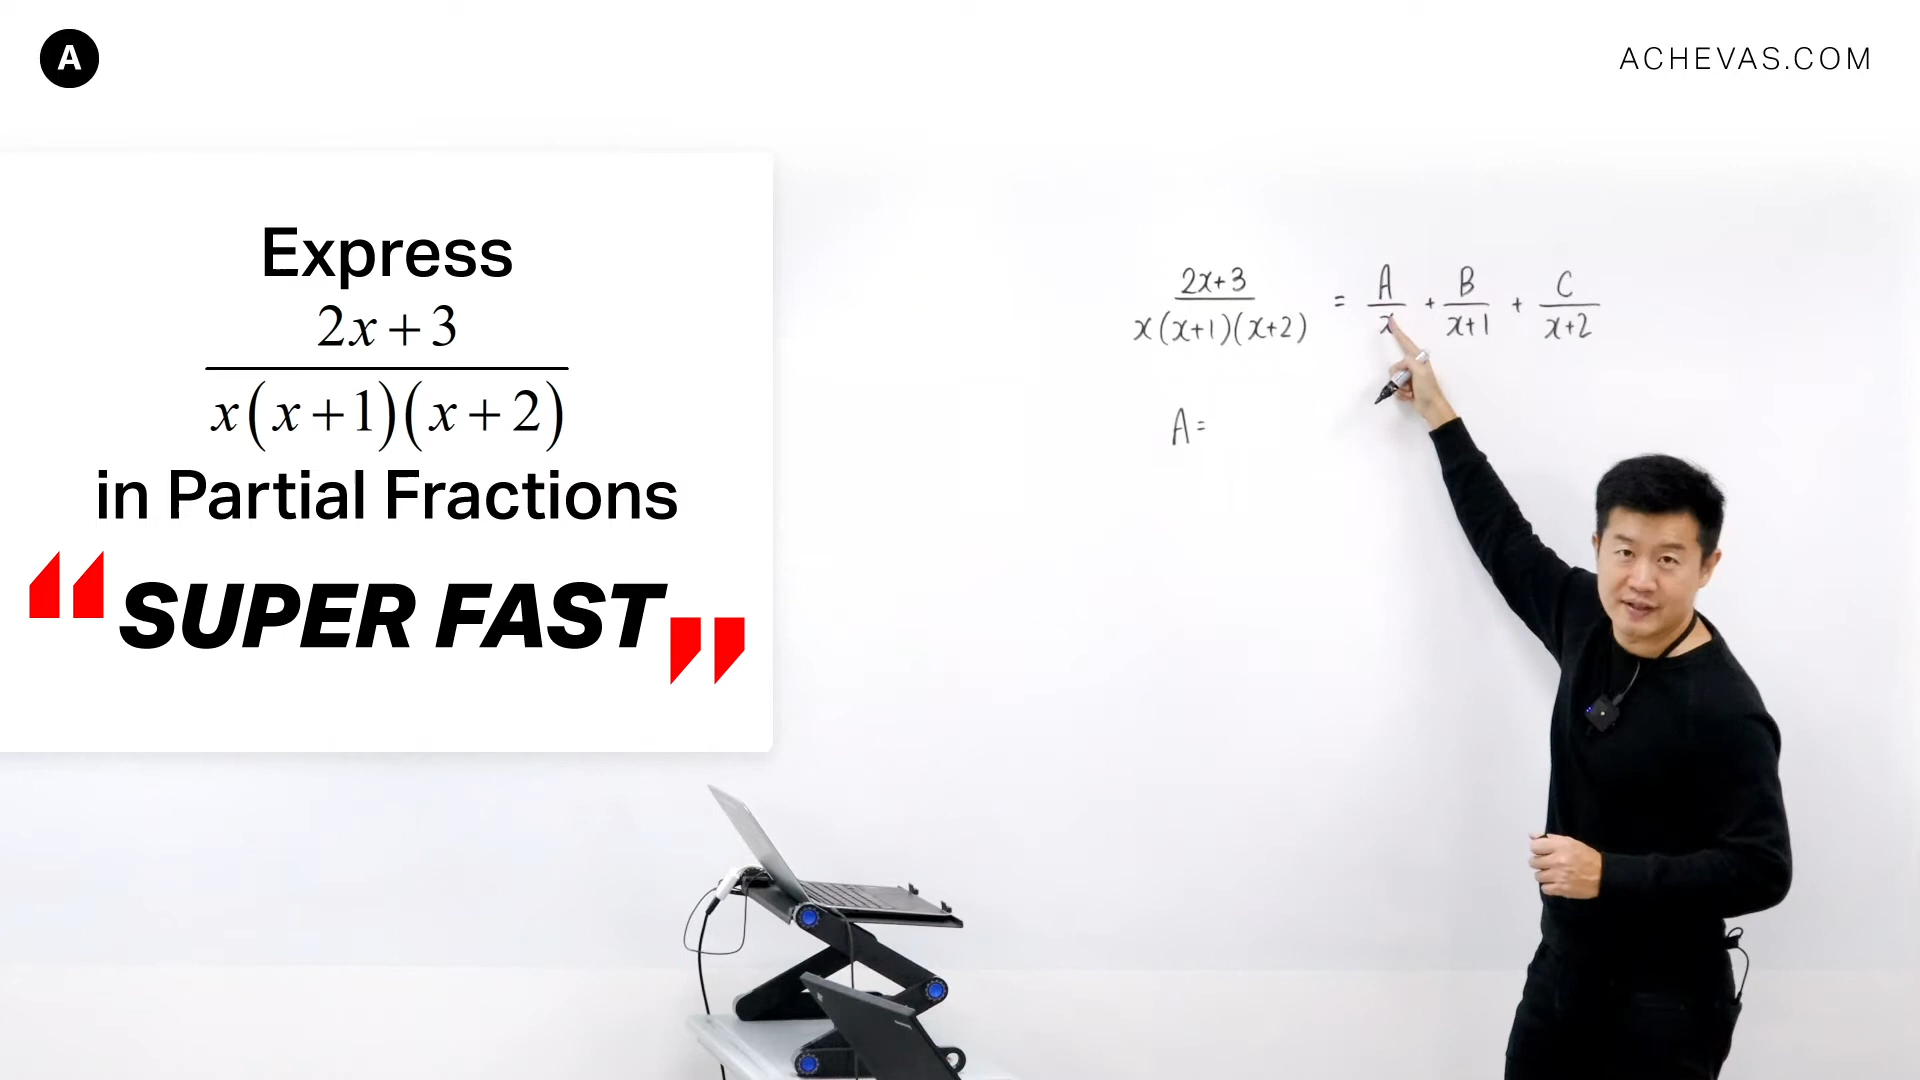 A
ACHEVAS.COM
Express
2x+3
x(x+1)(x+2)
in Partial Fractions
“SUPER FAST”
2x+3
x(x+1)(x+2)
= A/x + B/x+1 + C/x+2
A=